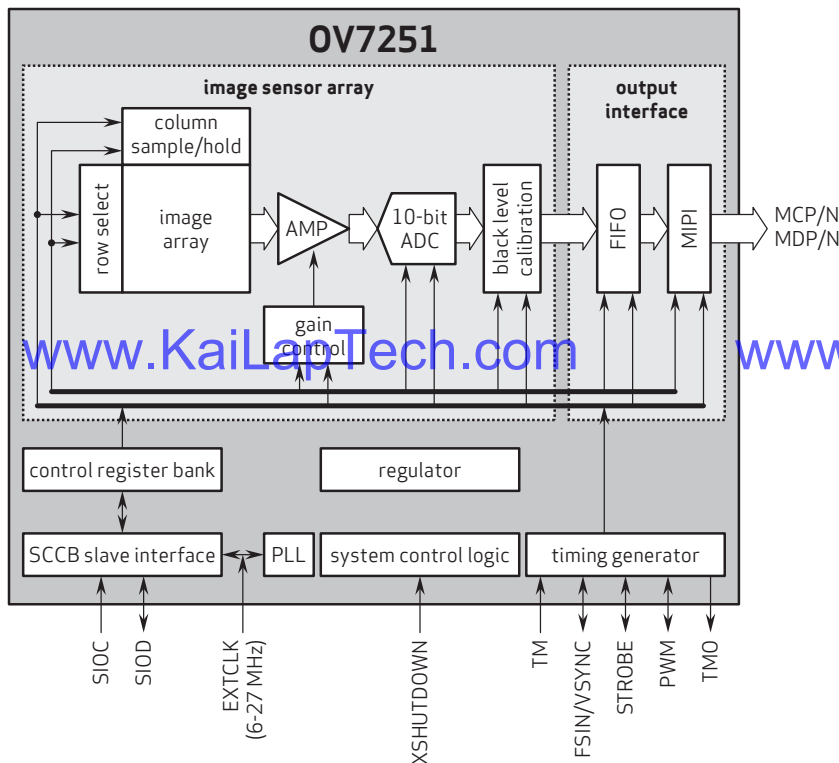 OV7251
image sensor array
output
interface
column
sample/hold
row select
image
array
AMP
10-bit
ADC
black level
calibration
FIFO
MIPI
MCP/N
MDP/N
gain
control
www.KaiLapTech.com
www
control register bank
regulator
SCCB slave interface
PLL
system control logic
timing generator
SIOC
SIOD
EXTCLK
(6-27 MHz)
XSHUTDOWN
TM
FSIN/VSYNC
STROBE
PWM
TMO